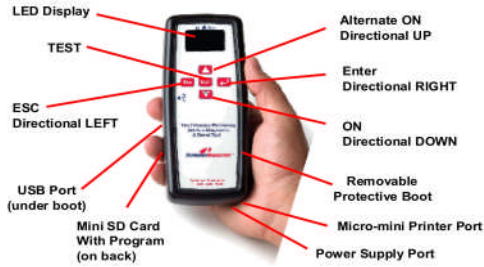 LED Display
TEST
ESC
Directional LEFT
USB Port
(under boot)
Mini SD Card
With Program
(on back)
Alternate ON
Directional UP
Enter
Directional RIGHT
ON
Directional DOWN
Removable
Protective Boot
Micro-mini Printer Port
Power Supply Port